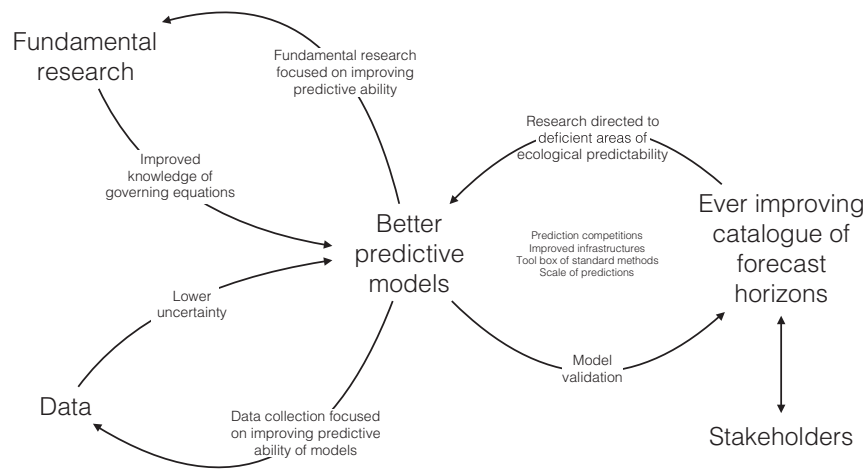 Fundamental
research
Fundamental research
focused on improving
predictive ability
Improved
knowledge of
governing equations
Research directed to
deficient areas of
ecological predictability
Better
predictive
models
Prediction competitions
Improved infrastructures
Tool box of standard methods
Scale of predictions
Ever improving
catalogue of
forecast
horizons
Lower
uncertainty
Model
validation
Data
Data collection focused
on improving predictive
ability of models
Stakeholders